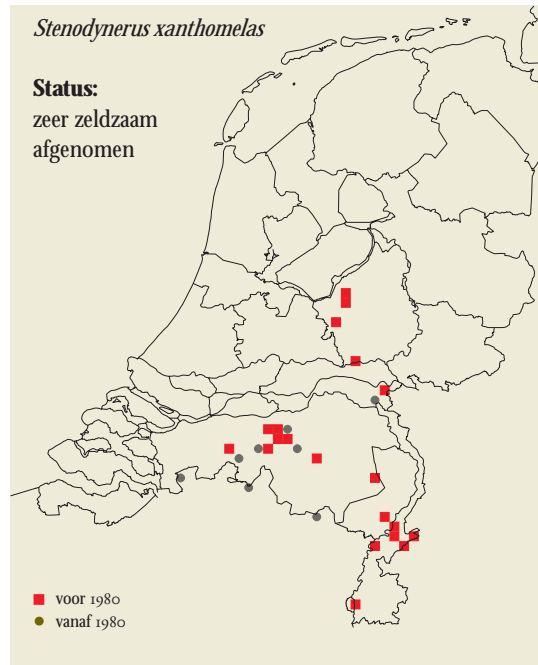 Stenodynerus xanthomelas
Status:
zeer zeldzaam
afgenomen
voor 1980
vanaf 1980